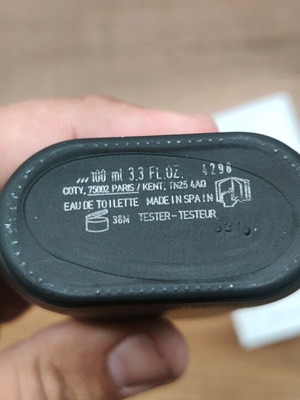 100 ml 3.3 FL.OZ. 4296
COTY, 75002 PARIS / KENT, TN25 4AQ
EAU DE TOILETTE MADE IN SPAIN
36M TESTER-TESTEUR